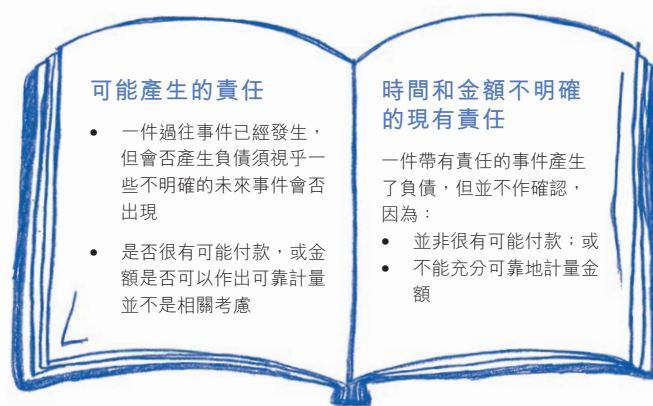 可能產生的責任
• 一件過往事件已經發生，
但會否產生負債須視乎一
些不明確的未來事件會否
出現
• 是否很有可能付款，或金
額是否可以作出可靠計量
並不是相關考慮
時間和金額不明確
的現有責任
一件帶有責任的事件產生
了負債，但並不作確認，
因為：
• 並非很有可能付款；或
• 不能充分可靠地計量金
額